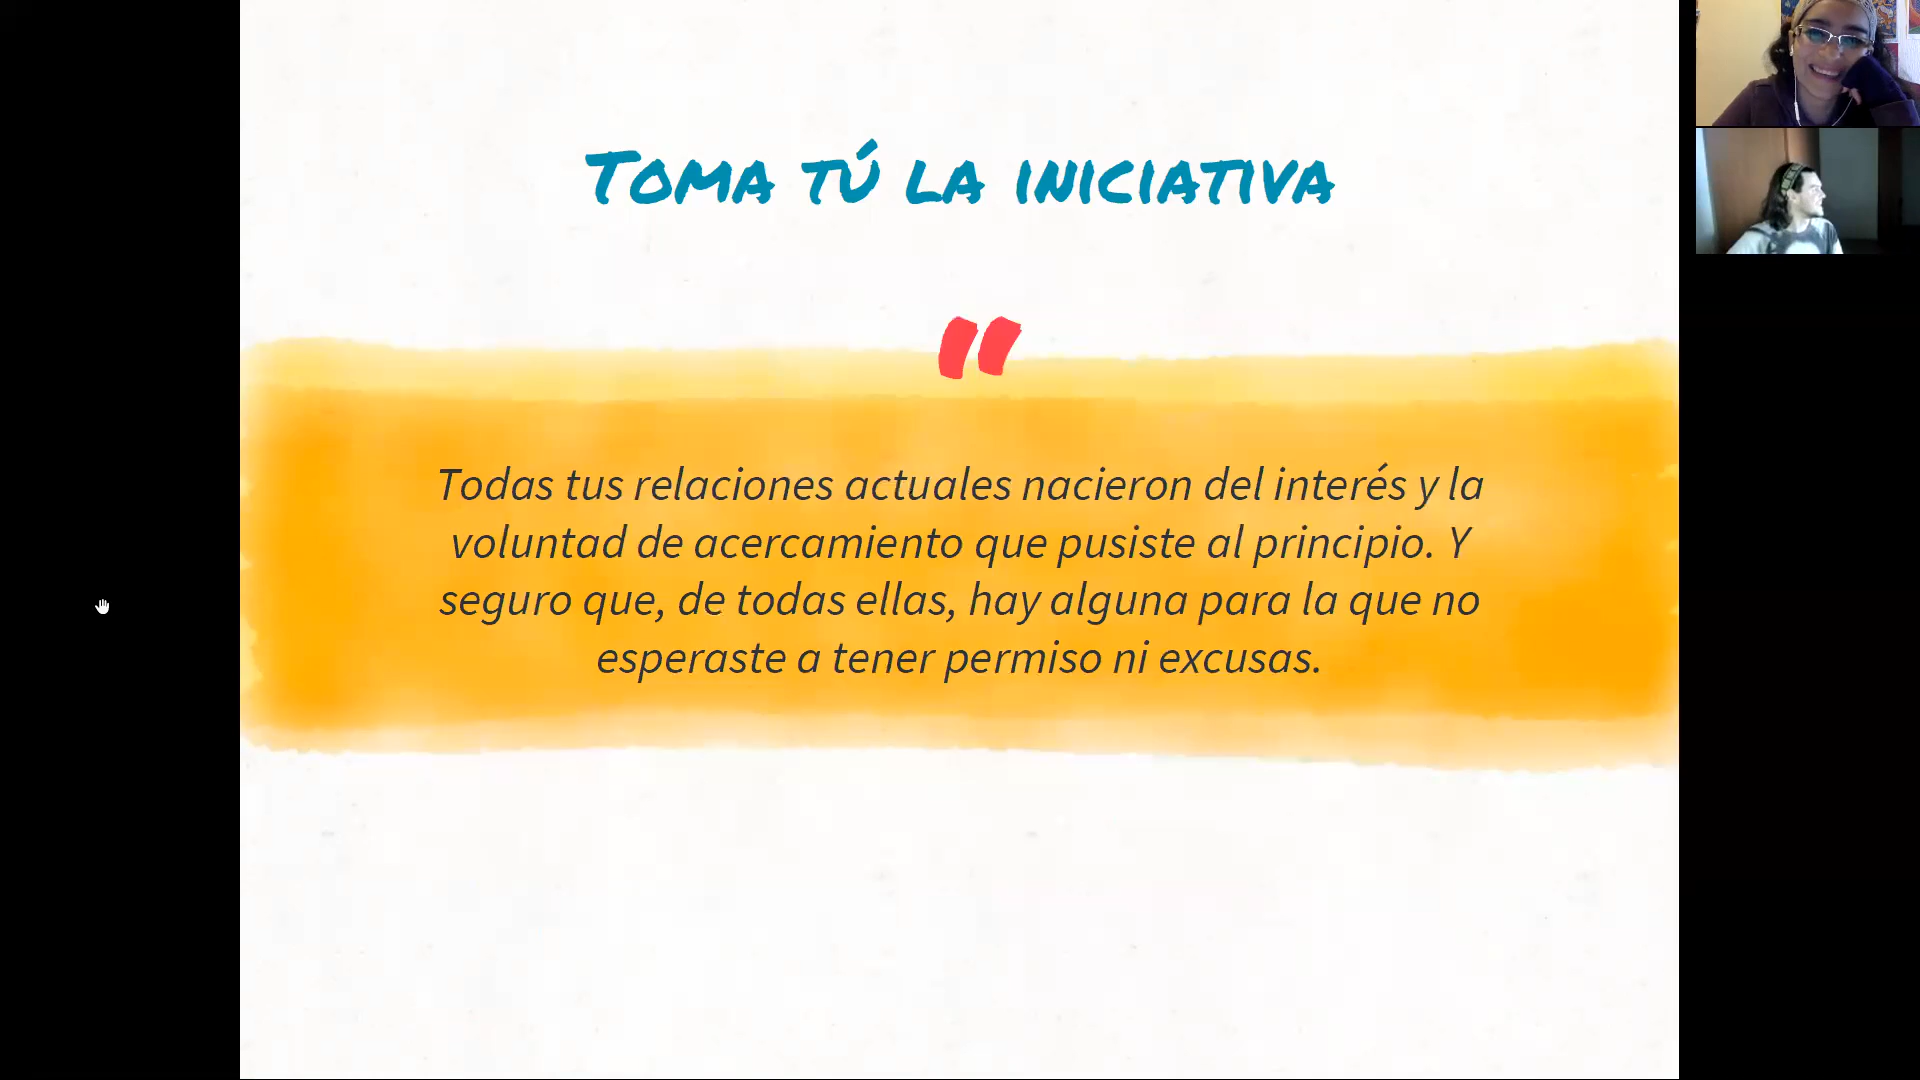 Toma tú la iniciativa
"
Todas tus relaciones actuales nacieron del interés y la
voluntad de acercamiento que pusiste al principio. Y
seguro que, de todas ellas, hay alguna para la que no
esperaste a tener permiso ni excusas.